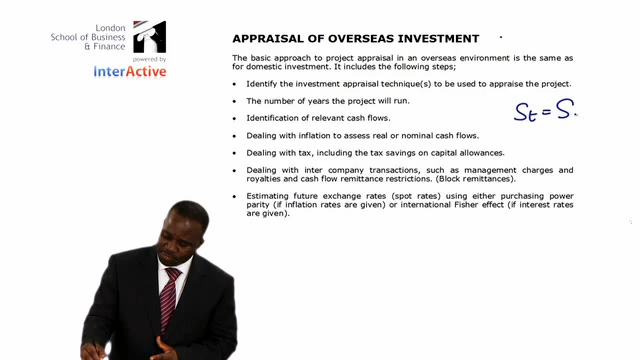 London
School of Business
& Finance
powered by
InterActive
APPRAISAL OF OVERSEAS INVESTMENT
The basic approach to project appraisal in an overseas environment is the same as
for domestic investment. It includes the following steps;
• Identify the investment appraisal technique(s) to be used to appraise the project.
• The number of years the project will run.
• Identification of relevant cash flows.
• Dealing with inflation to assess real or nominal cash flows.
• Dealing with tax, including the tax savings on capital allowances.
• Dealing with inter company transactions, such as management charges and
royalties and cash flow remittance restrictions. (Block remittances).
• Estimating future exchange rates (spot rates) using either purchasing power
parity (if inflation rates are given) or international Fisher effect (if interest rates
are given).
St = S